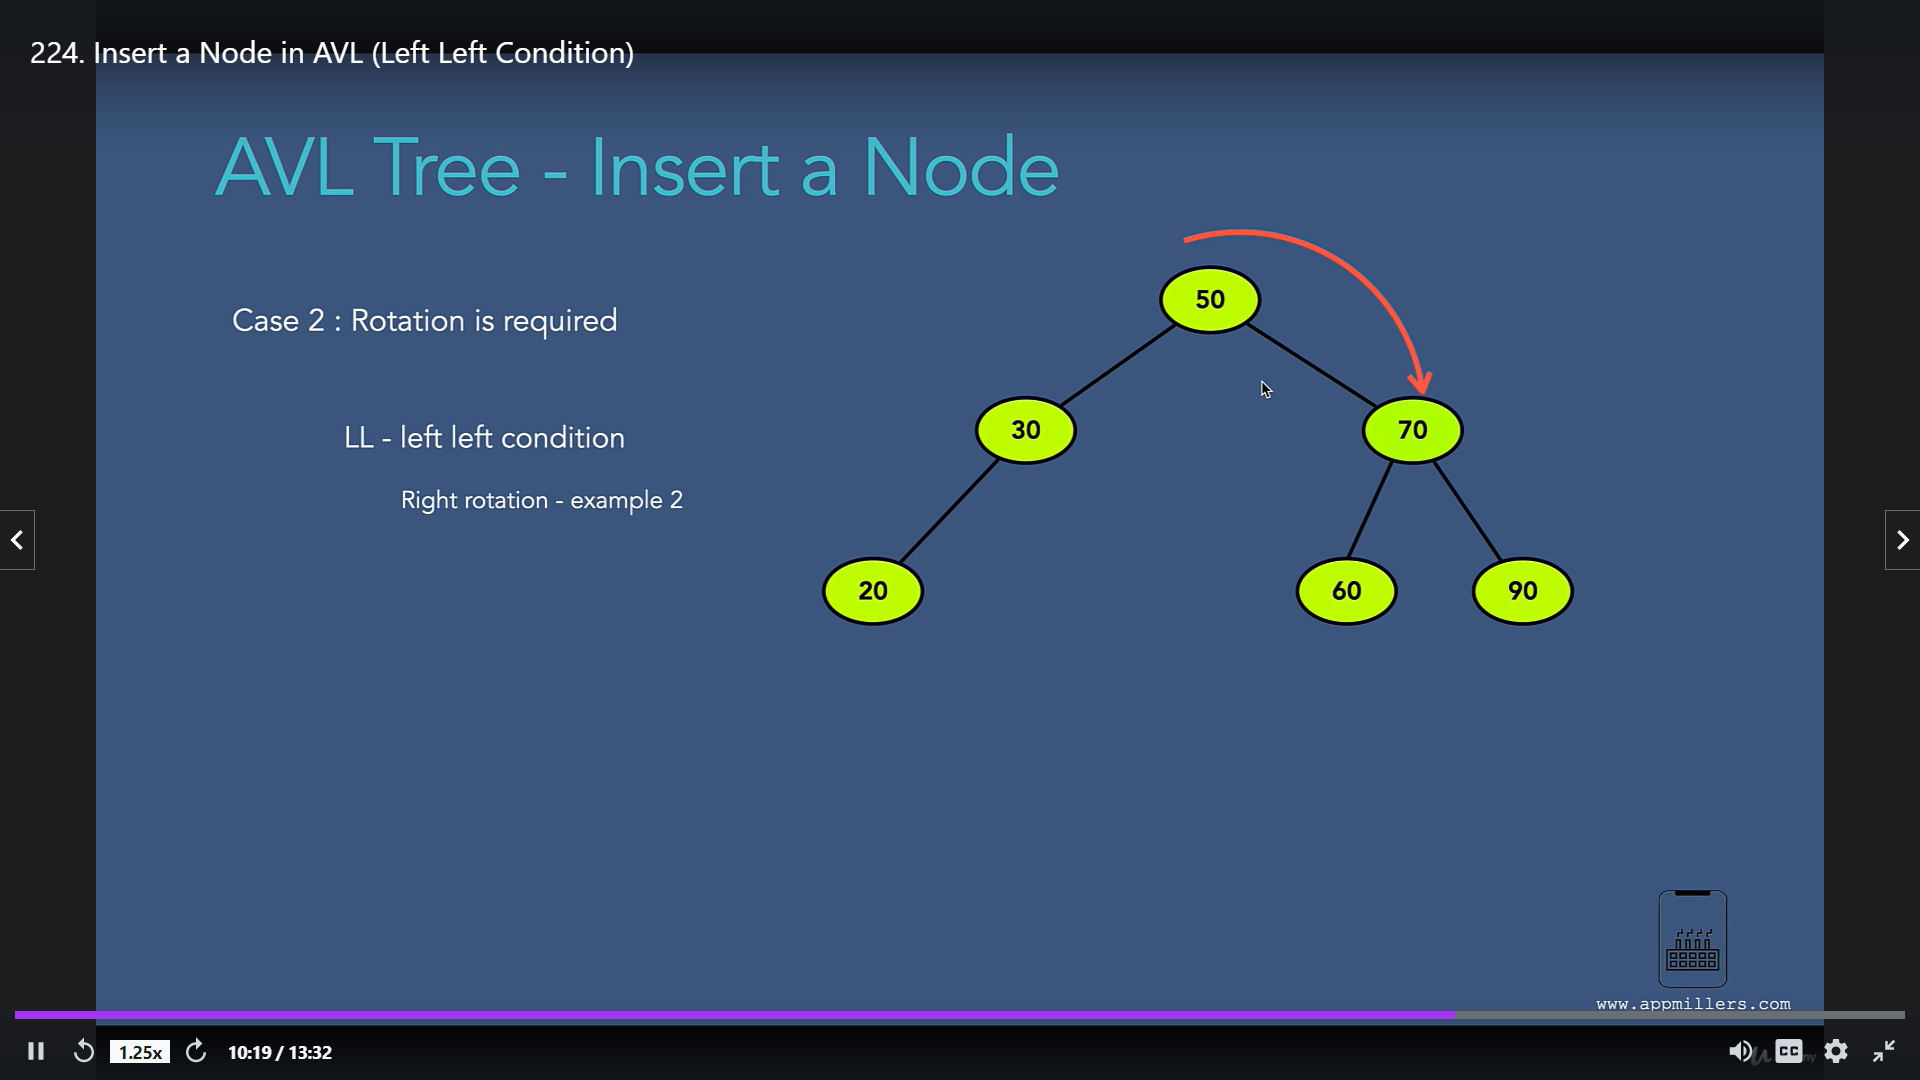 224. Insert a Node in AVL (Left Left Condition)
AVL Tree - Insert a Node
Case 2 : Rotation is required
LL - left left condition
Right rotation - example 2
50
30
70
20
60
90
www.appmillers.com
1.25x
10:19 / 13:32
CC